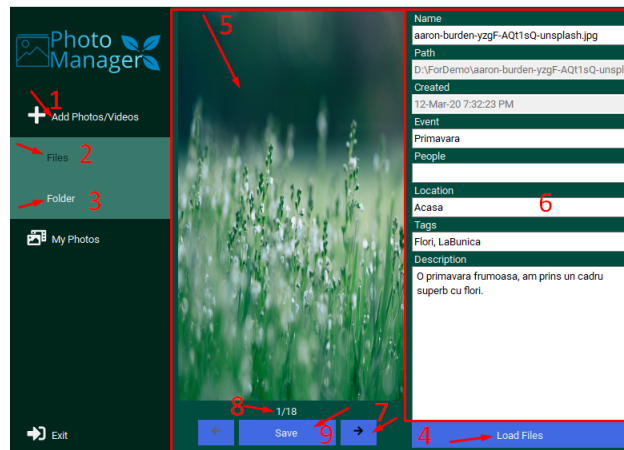 Photo
Manager
1
Add Photos/Videos
Files
2
Folder
3
My Photos
Exit
5
8
1/18
Save
9
7
Name
aaron-burden-yzgF-AQt1sQ-unsplash.jpg
Path
D:\ForDemo\aaron-burden-yzgF-AQt1sQ-unspl
Created
12-Mar-20 7:32:23 PM
Event
Primavara
People
Location
Acasa
6
Tags
Flori, LaBunica
Description
O primavara frumoasa, am prins un cadru
superb cu flori.
4
Load Files